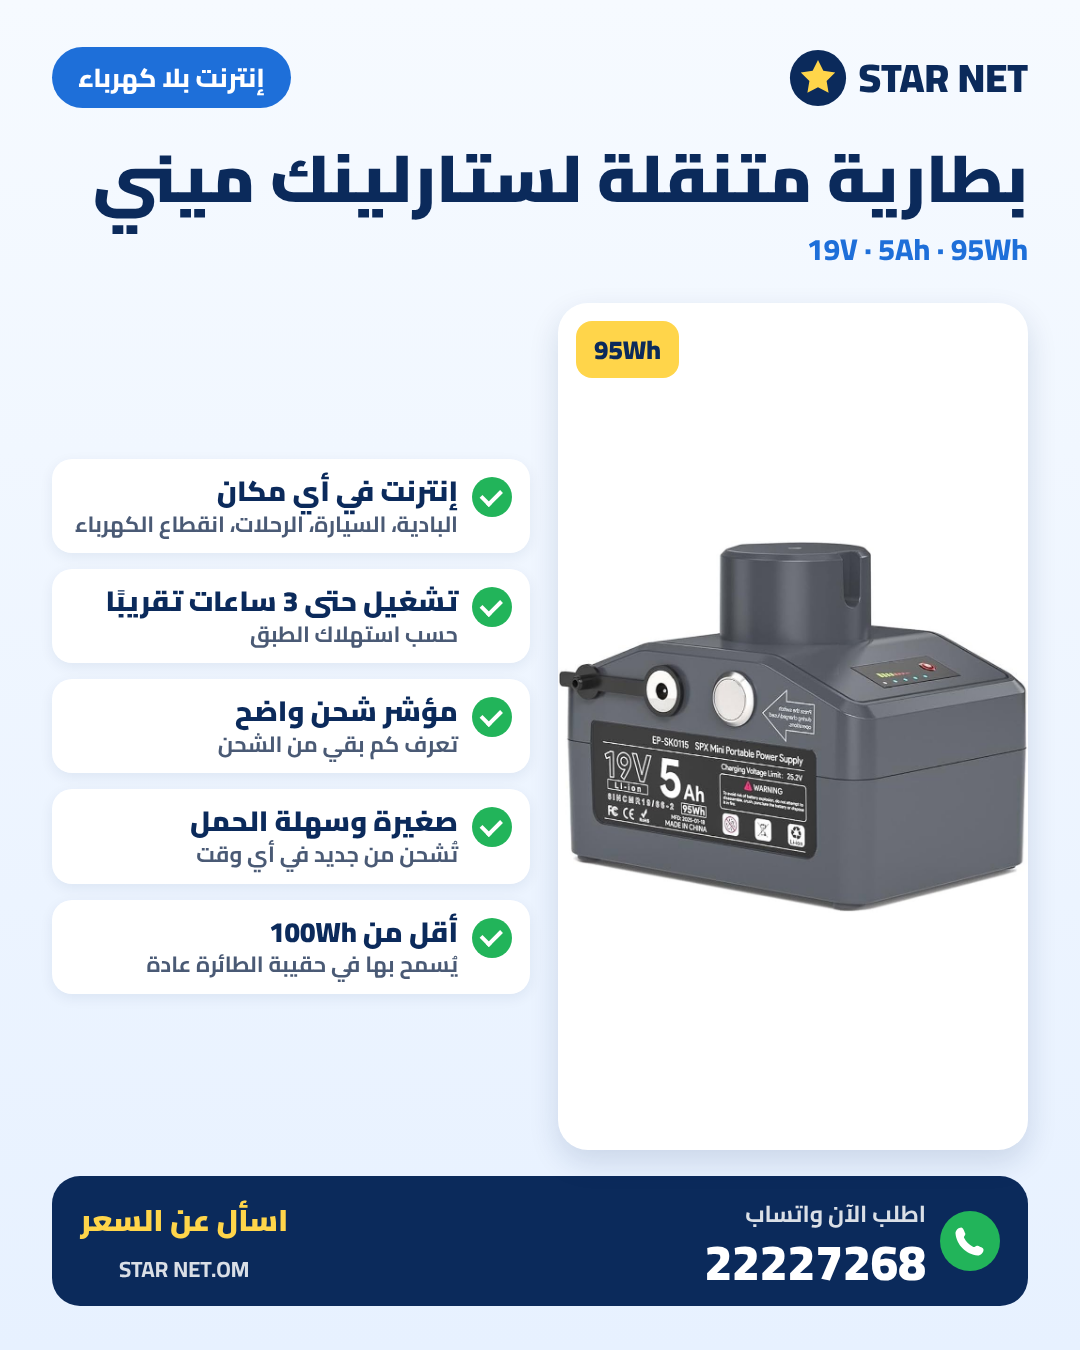 STAR NET
إنترنت بلا كهرباء
بطارية متنقلة لستارلينك ميني
19V · 5Ah · 95Wh
95Wh
EP-SK0115 SPX Mini Portable Power Supply
19V
Li-ion
5Ah
95Wh
Charging Voltage Limit: 25.2V
WARNING
MFD: 2025-01-18
MADE IN CHINA
إنترنت في أي مكان
البادية، السيارة، الرحلات، انقطاع الكهرباء
تشغيل حتى 3 ساعات تقريبًا
حسب استهلاك الطبق
مؤشر شحن واضح
تعرف كم بقي من الشحن
صغيرة وسهلة الحمل
تُشحن من جديد في أي وقت
أقل من 100Wh
يُسمح بها في حقيبة الطائرة عادة
اطلب الآن واتساب
22227268
اسأل عن السعر
STAR NET.OM